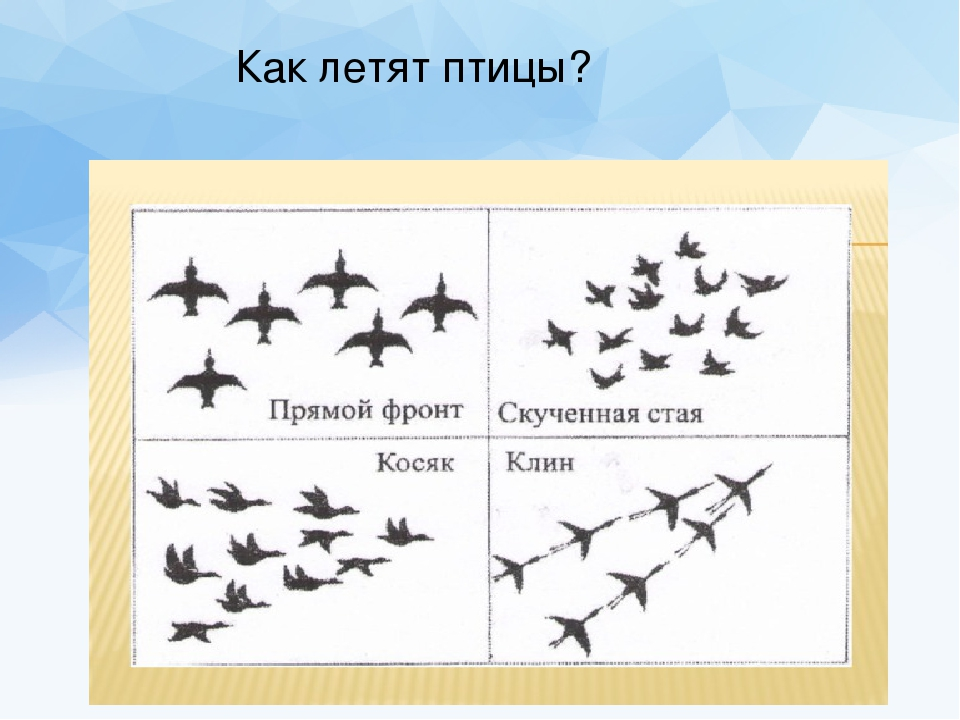 Как летят птицы?
Прямой фронт
Скученная стая
Косяк
Клин